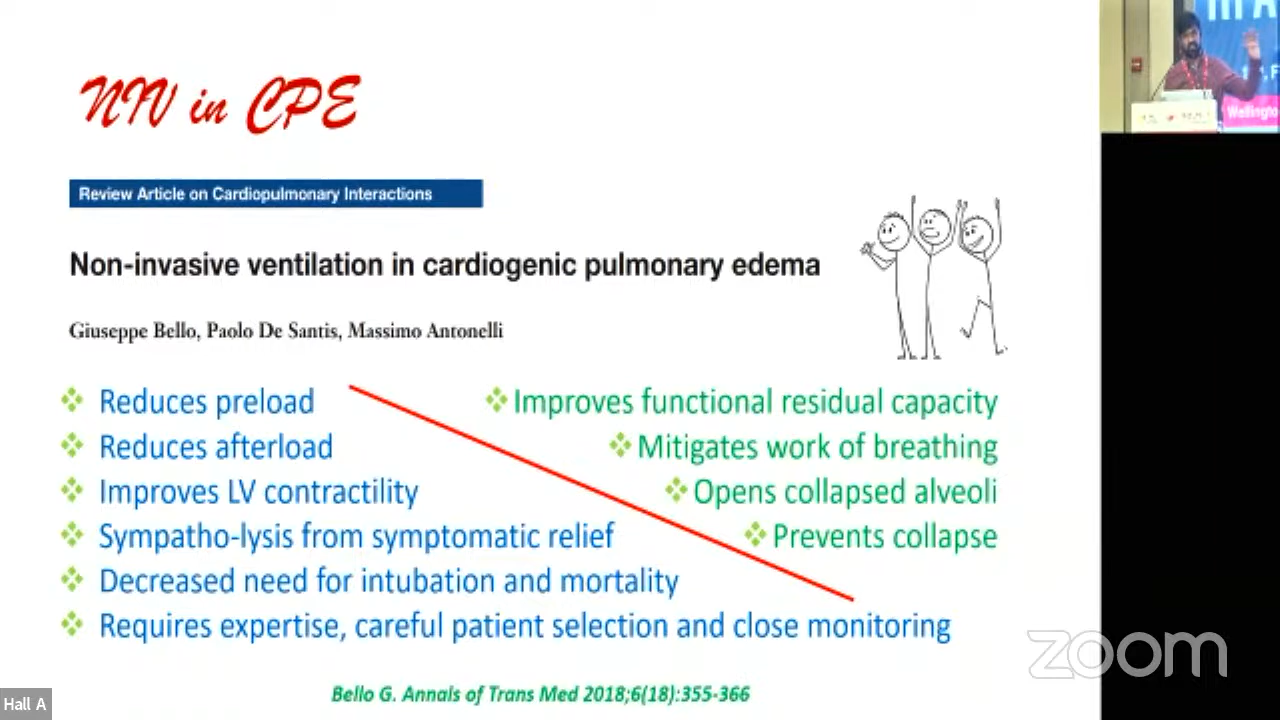 NIV in CPE
Review Article on Cardiopulmonary Interactions
Non-invasive ventilation in cardiogenic pulmonary edema
Giuseppe Bello, Paolo De Santis, Massimo Antonelli
Reduces preload
Reduces afterload
Improves LV contractility
Sympatho-lysis from symptomatic relief
Decreased need for intubation and mortality
Requires expertise, careful patient selection and close monitoring
Improves functional residual capacity
Mitigates work of breathing
Opens collapsed alveoli
Prevents collapse
Bello G. Annals of Trans Med 2018;6(18):355-366
Hall A
zoom